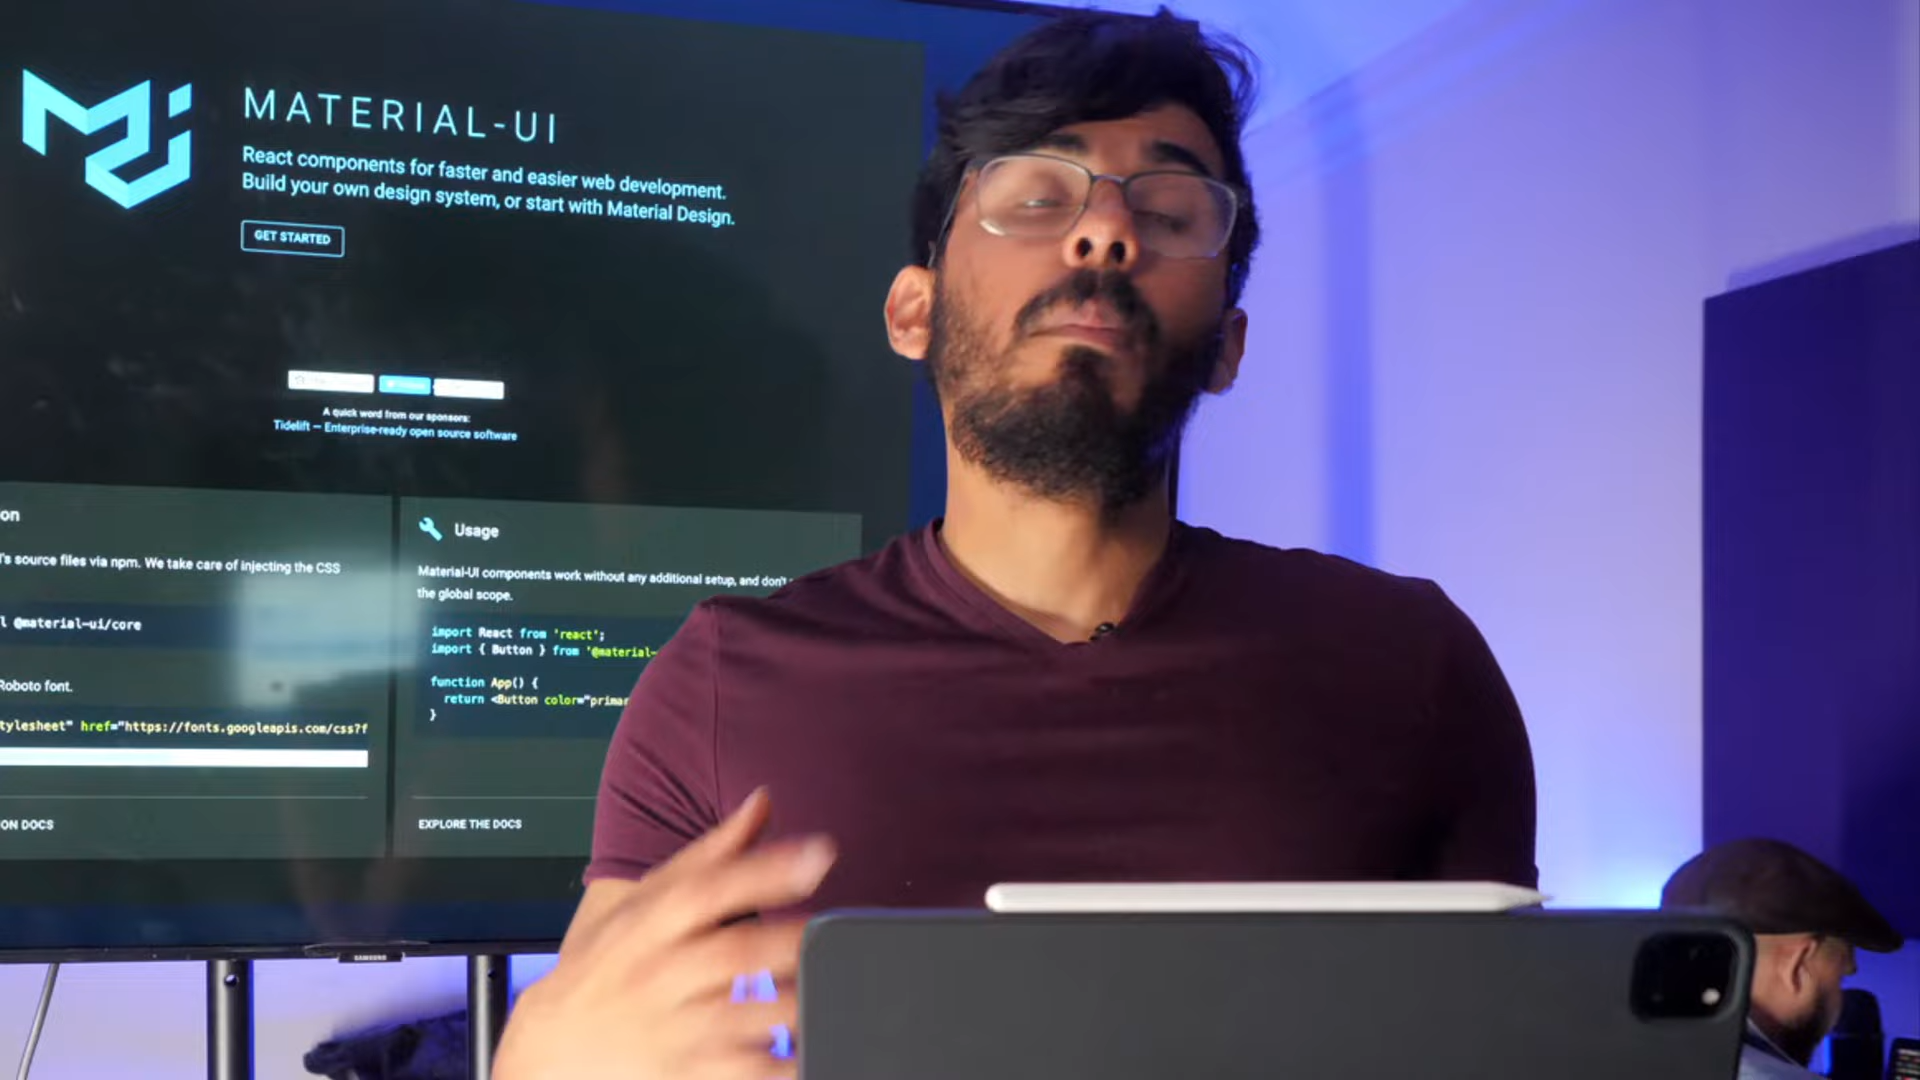 MATERIAL-UI
React components for faster and easier web development.
Build your own design system, or start with Material Design.
GET STARTED
A quick word from our sponsors:
Tidelift — Enterprise-ready open source software
on
's source files via npm. We take care of injecting the CSS
l @material-ui/core
Roboto font.
tylesheet" href="https://fonts.googleapis.com/css?f
ON DOCS
Usage
Material-UI components work without any additional setup, and don't
the global scope.
import React from 'react';
import { Button } from '@material-
function App() {
return <Button color="primar
}
EXPLORE THE DOCS
SAMSUNG